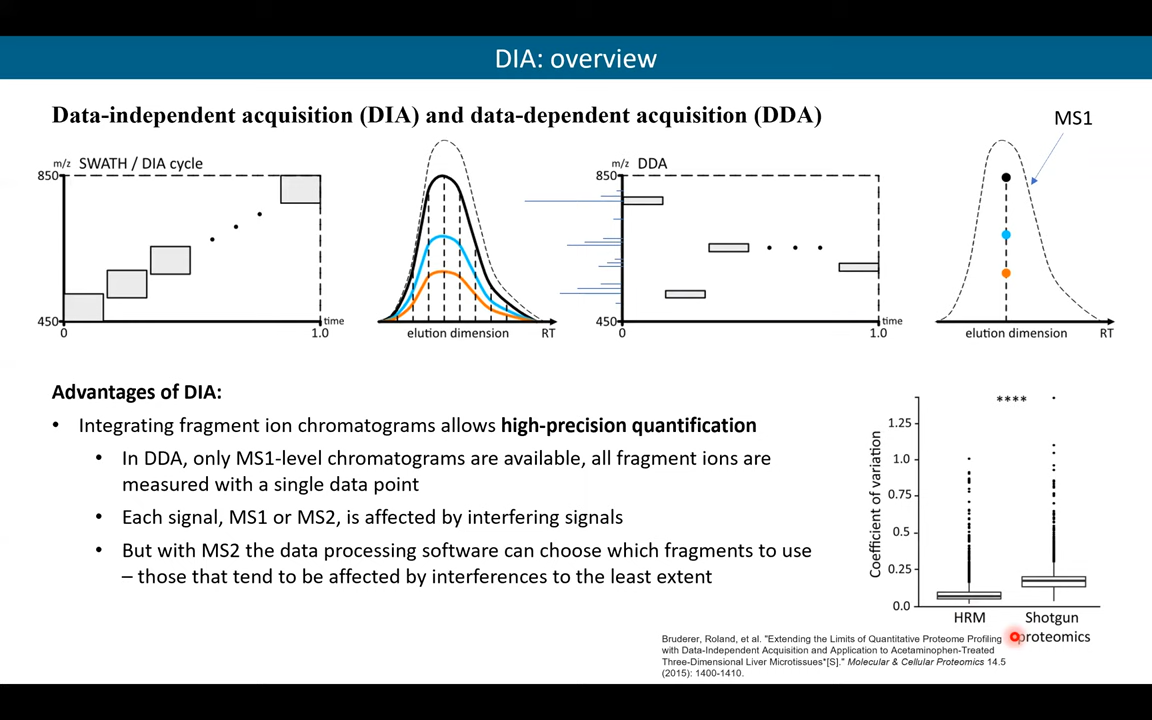 DIA: overview
Data-independent acquisition (DIA) and data-dependent acquisition (DDA)
MS1
m/z SWATH / DIA cycle
850
450
0
1.0
time
elution dimension
RT
m/z DDA
850
450
0
1.0
time
elution dimension
RT
Advantages of DIA:
• Integrating fragment ion chromatograms allows high-precision quantification
• In DDA, only MS1-level chromatograms are available, all fragment ions are
measured with a single data point
• Each signal, MS1 or MS2, is affected by interfering signals
• But with MS2 the data processing software can choose which fragments to use
– those that tend to be affected by interferences to the least extent
****
Coefficient of variation
1.25
1.0
0.75
0.5
0.25
0.0
HRM
Shotgun
proteomics
Bruderer, Roland, et al. "Extending the Limits of Quantitative Proteome Profiling
with Data-Independent Acquisition and Application to Acetaminophen-Treated
Three-Dimensional Liver Microtissues*[S]." Molecular & Cellular Proteomics 14.5
(2015): 1400-1410.